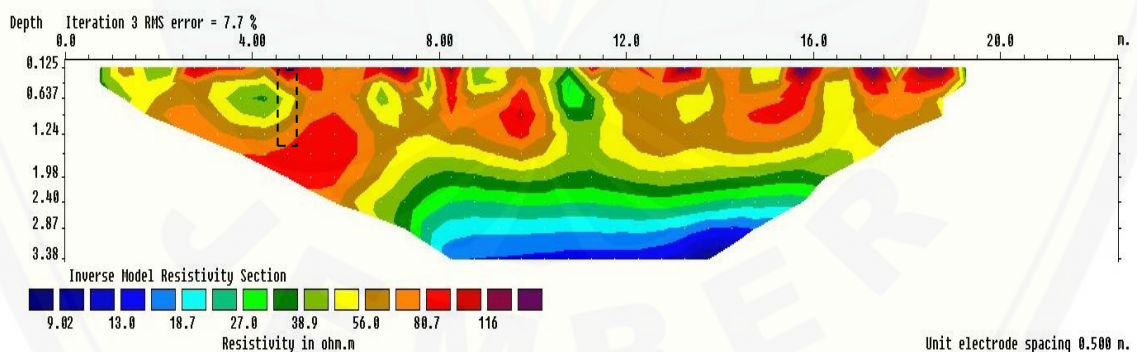 Depth Iteration 3 RMS error = 7.7 %
0.0 4.00 8.00 12.0 16.0 20.0 m.
0.125
0.637
1.24
1.98
2.40
2.87
3.38
Inverse Model Resistivity Section
9.02 13.0 18.7 27.0 38.9 56.0 80.7 116
Resistivity in ohm.m
Unit electrode spacing 0.500 m.
JEMBER